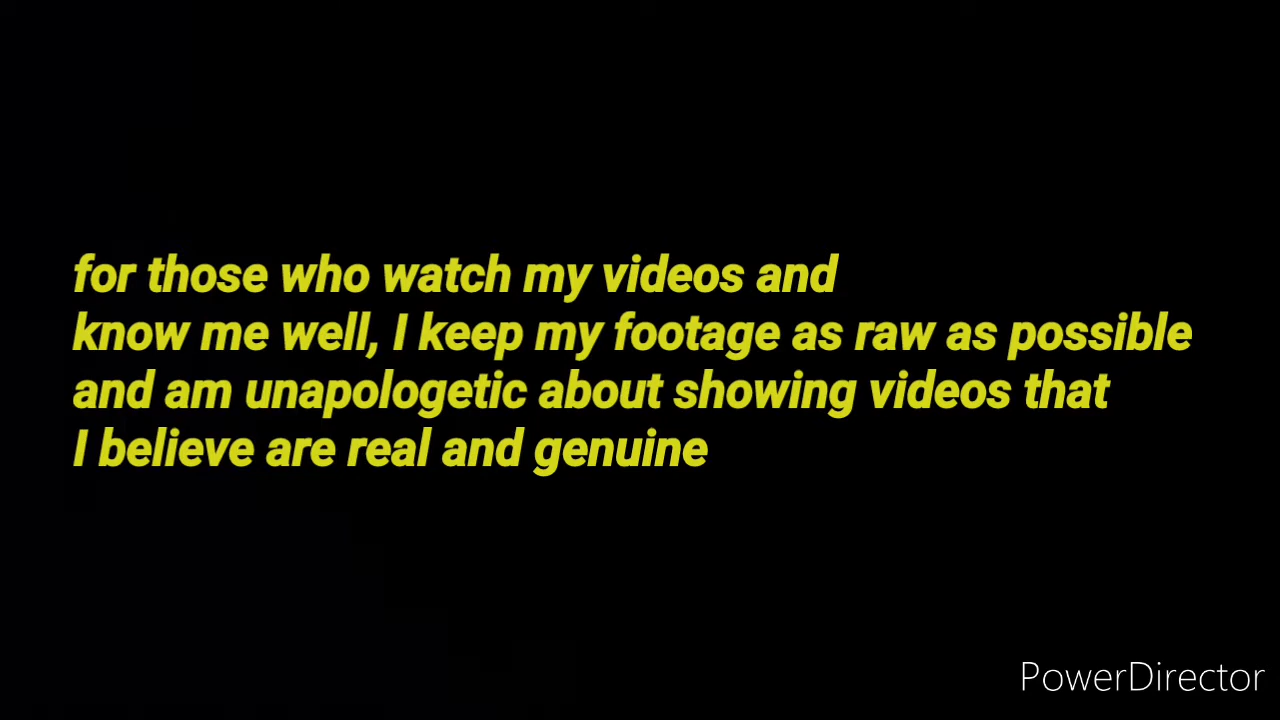 for those who watch my videos and
know me well, I keep my footage as raw as possible
and am unapologetic about showing videos that
I believe are real and genuine
PowerDirector